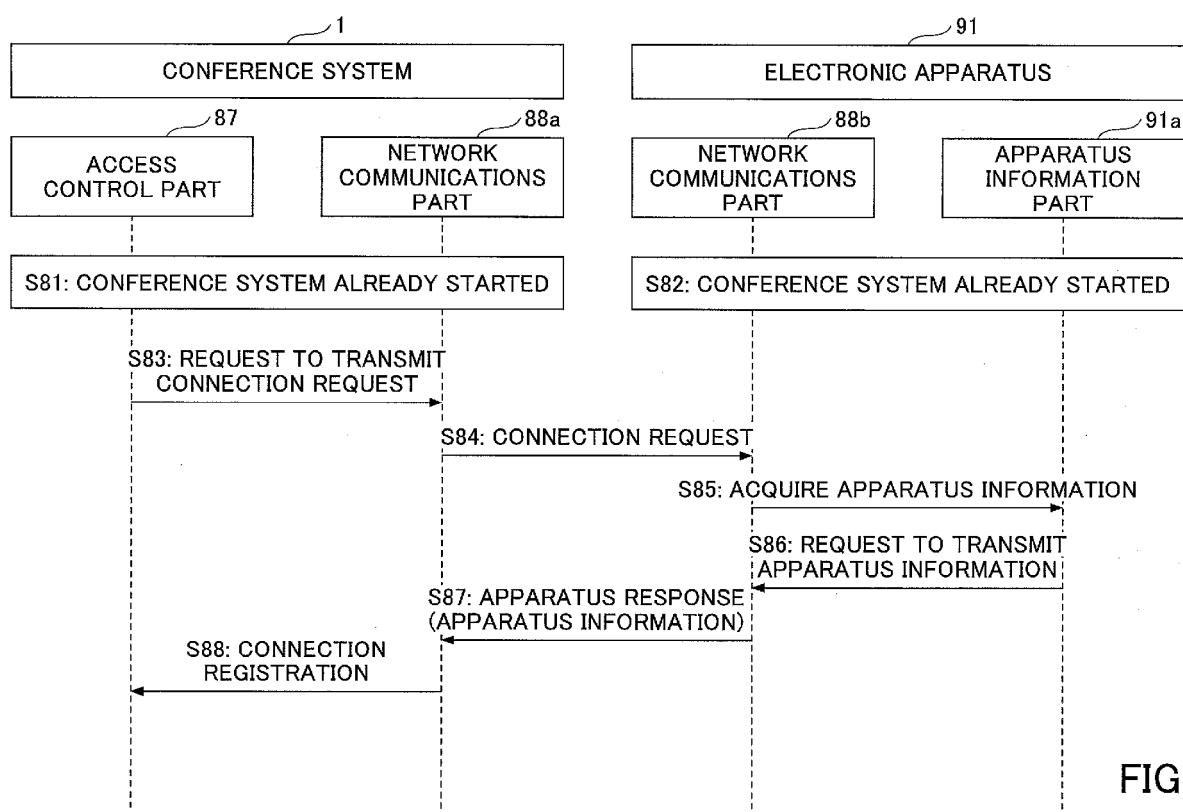 1
91
CONFERENCE SYSTEM
ELECTRONIC APPARATUS
87
88a
88b
91a
ACCESS
CONTROL PART
NETWORK
COMMUNICATIONS
PART
NETWORK
COMMUNICATIONS
PART
APPARATUS
INFORMATION
PART
S81: CONFERENCE SYSTEM ALREADY STARTED
S82: CONFERENCE SYSTEM ALREADY STARTED
S83: REQUEST TO TRANSMIT
CONNECTION REQUEST
S84: CONNECTION REQUEST
S85: ACQUIRE APPARATUS INFORMATION
S86: REQUEST TO TRANSMIT
APPARATUS INFORMATION
S87: APPARATUS RESPONSE
(APPARATUS INFORMATION)
S88: CONNECTION
REGISTRATION
FIG